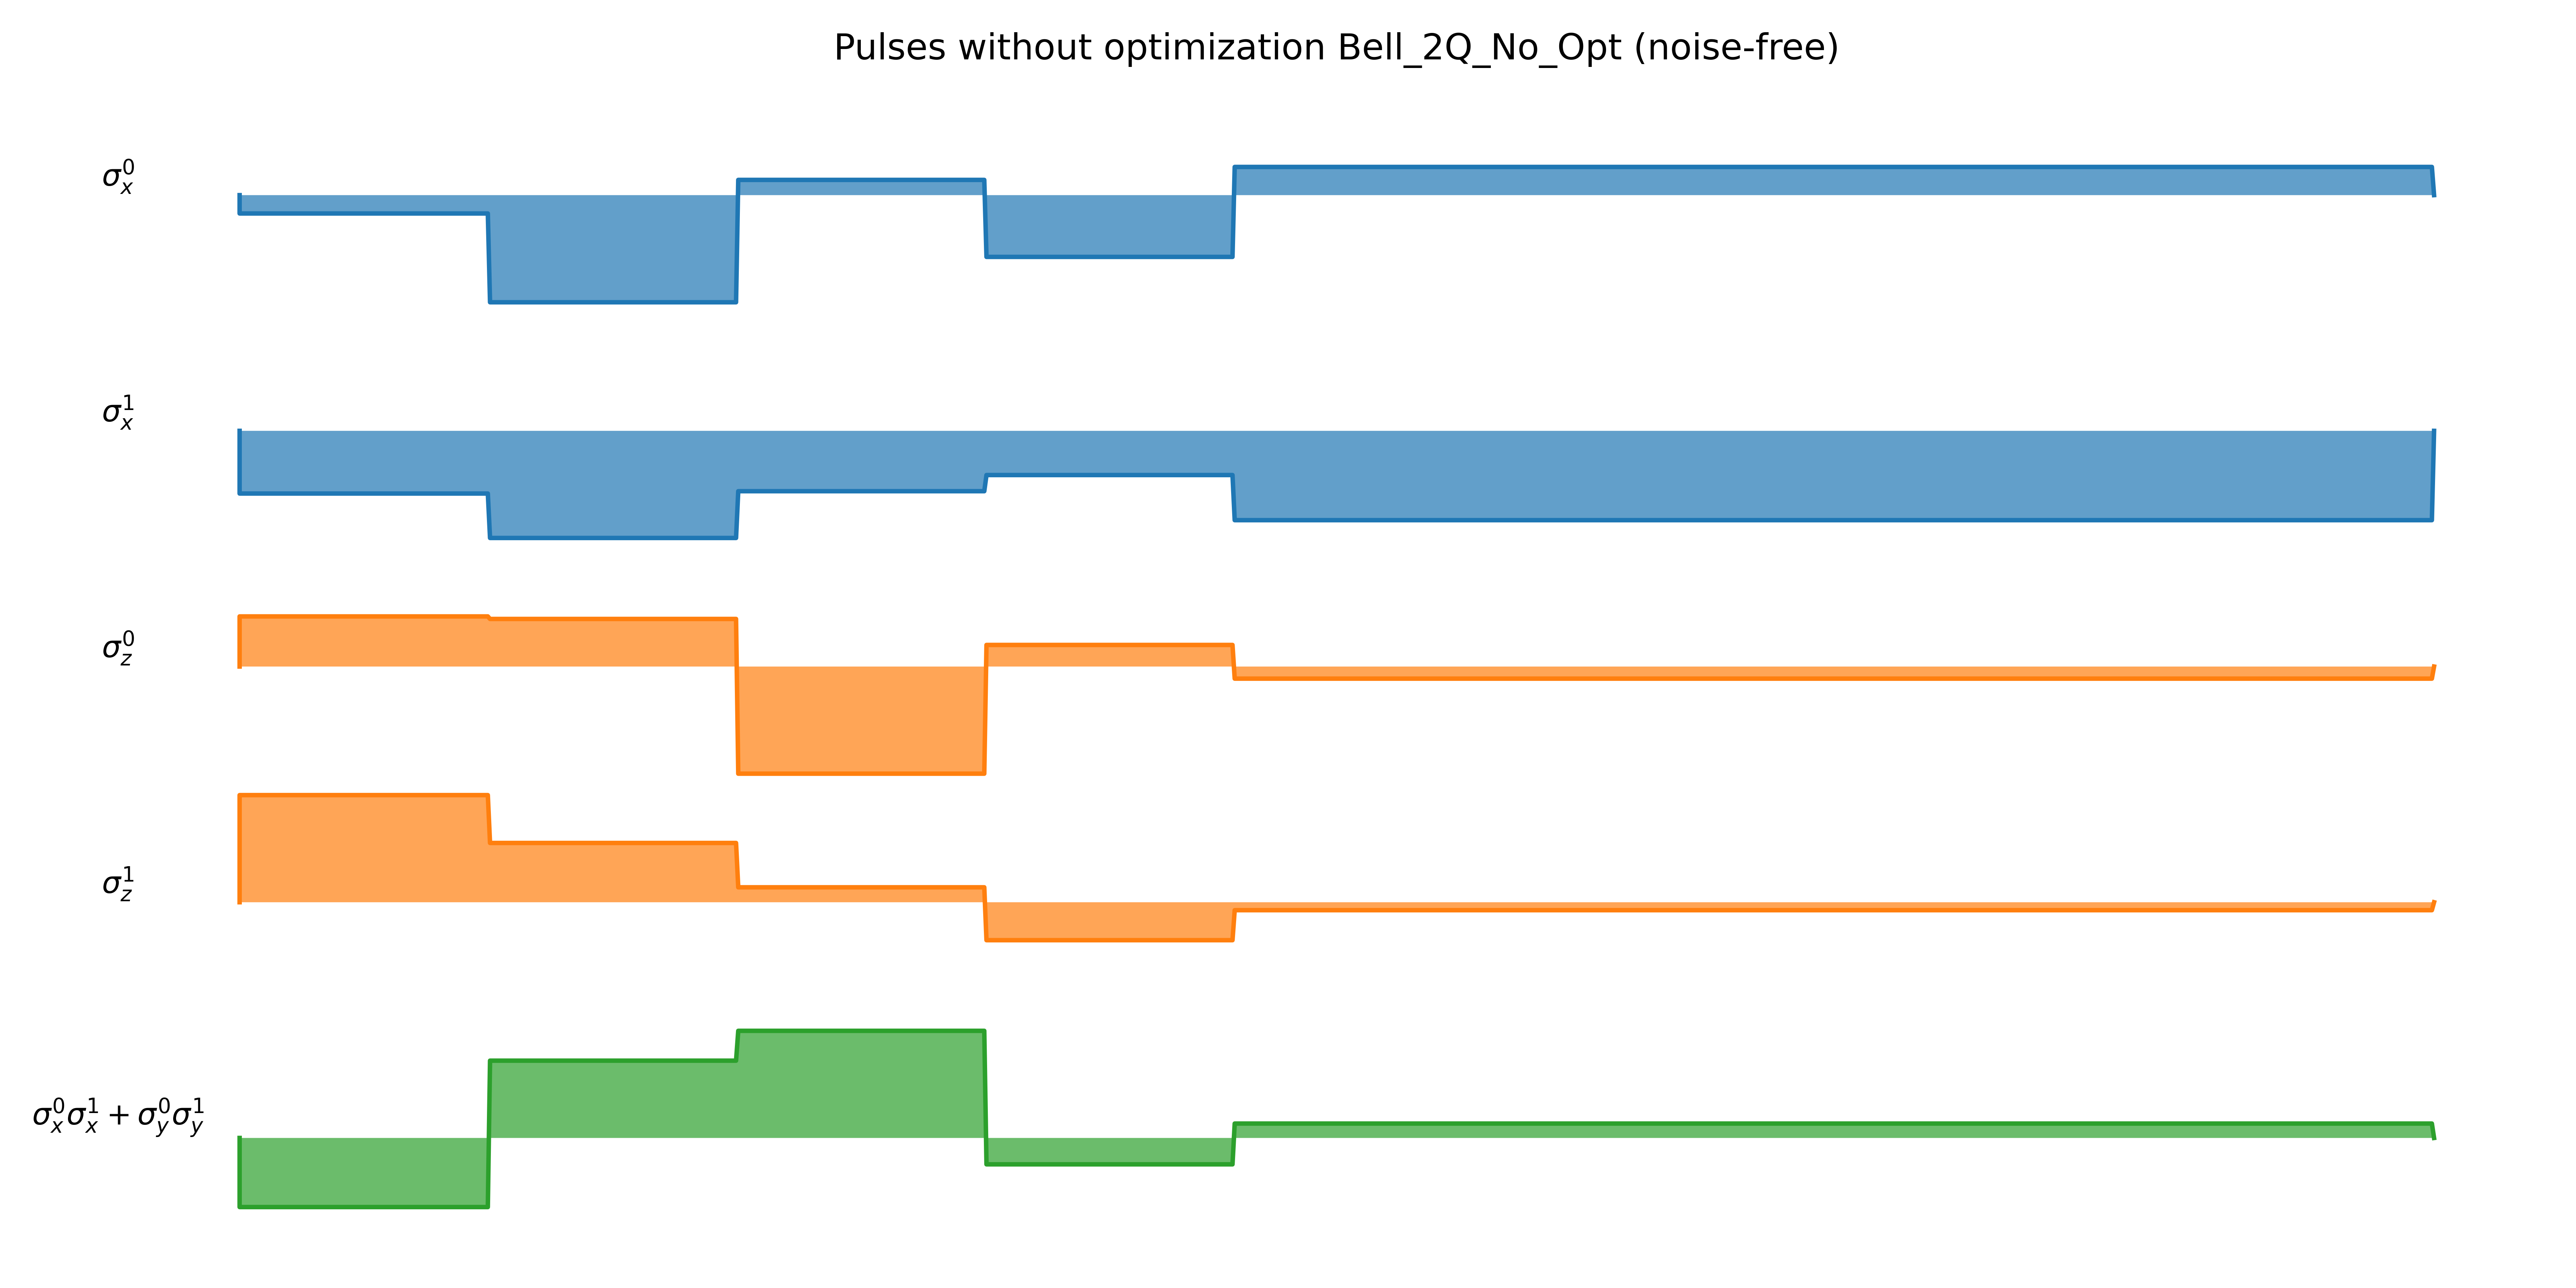 Pulses without optimization Bell_2Q_No_Opt (noise-free)
σ_x^0
σ_x^1
σ_z^0
σ_z^1
σ_x^0σ_x^1 + σ_y^0σ_y^1